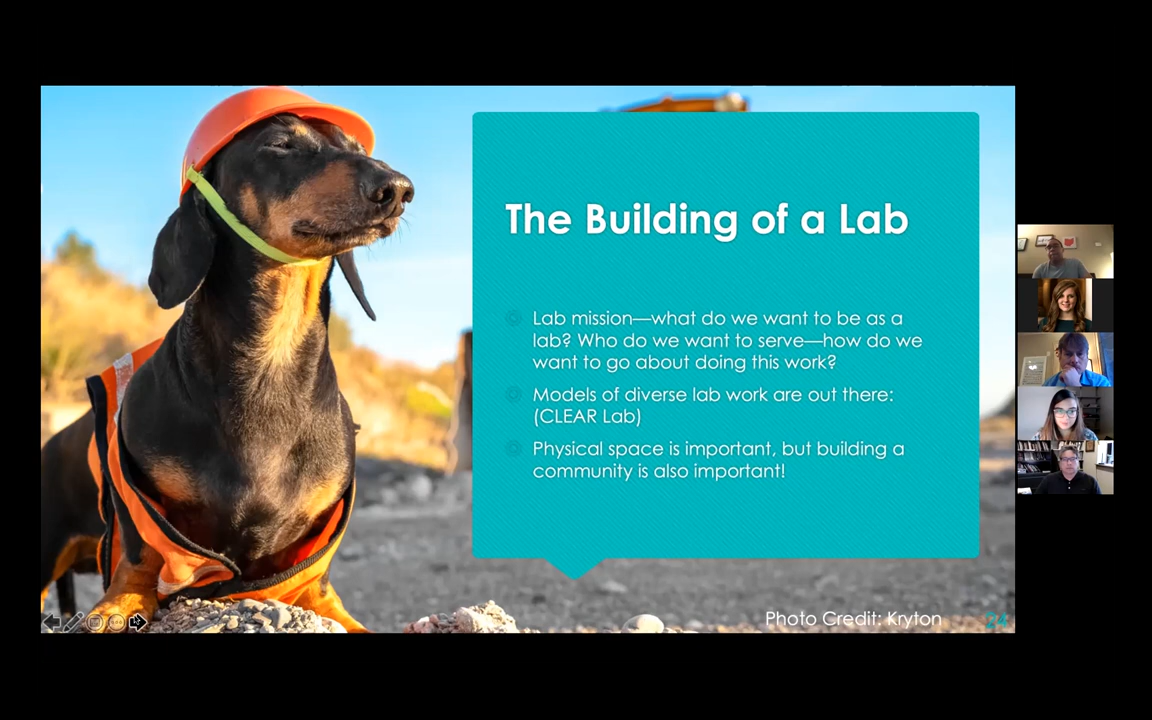 The Building of a Lab
Lab mission—what do we want to be as a
lab? Who do we want to serve—how do we
want to go about doing this work?
Models of diverse lab work are out there:
(CLEAR Lab)
Physical space is important, but building a
community is also important!
Photo Credit: Kryton
24